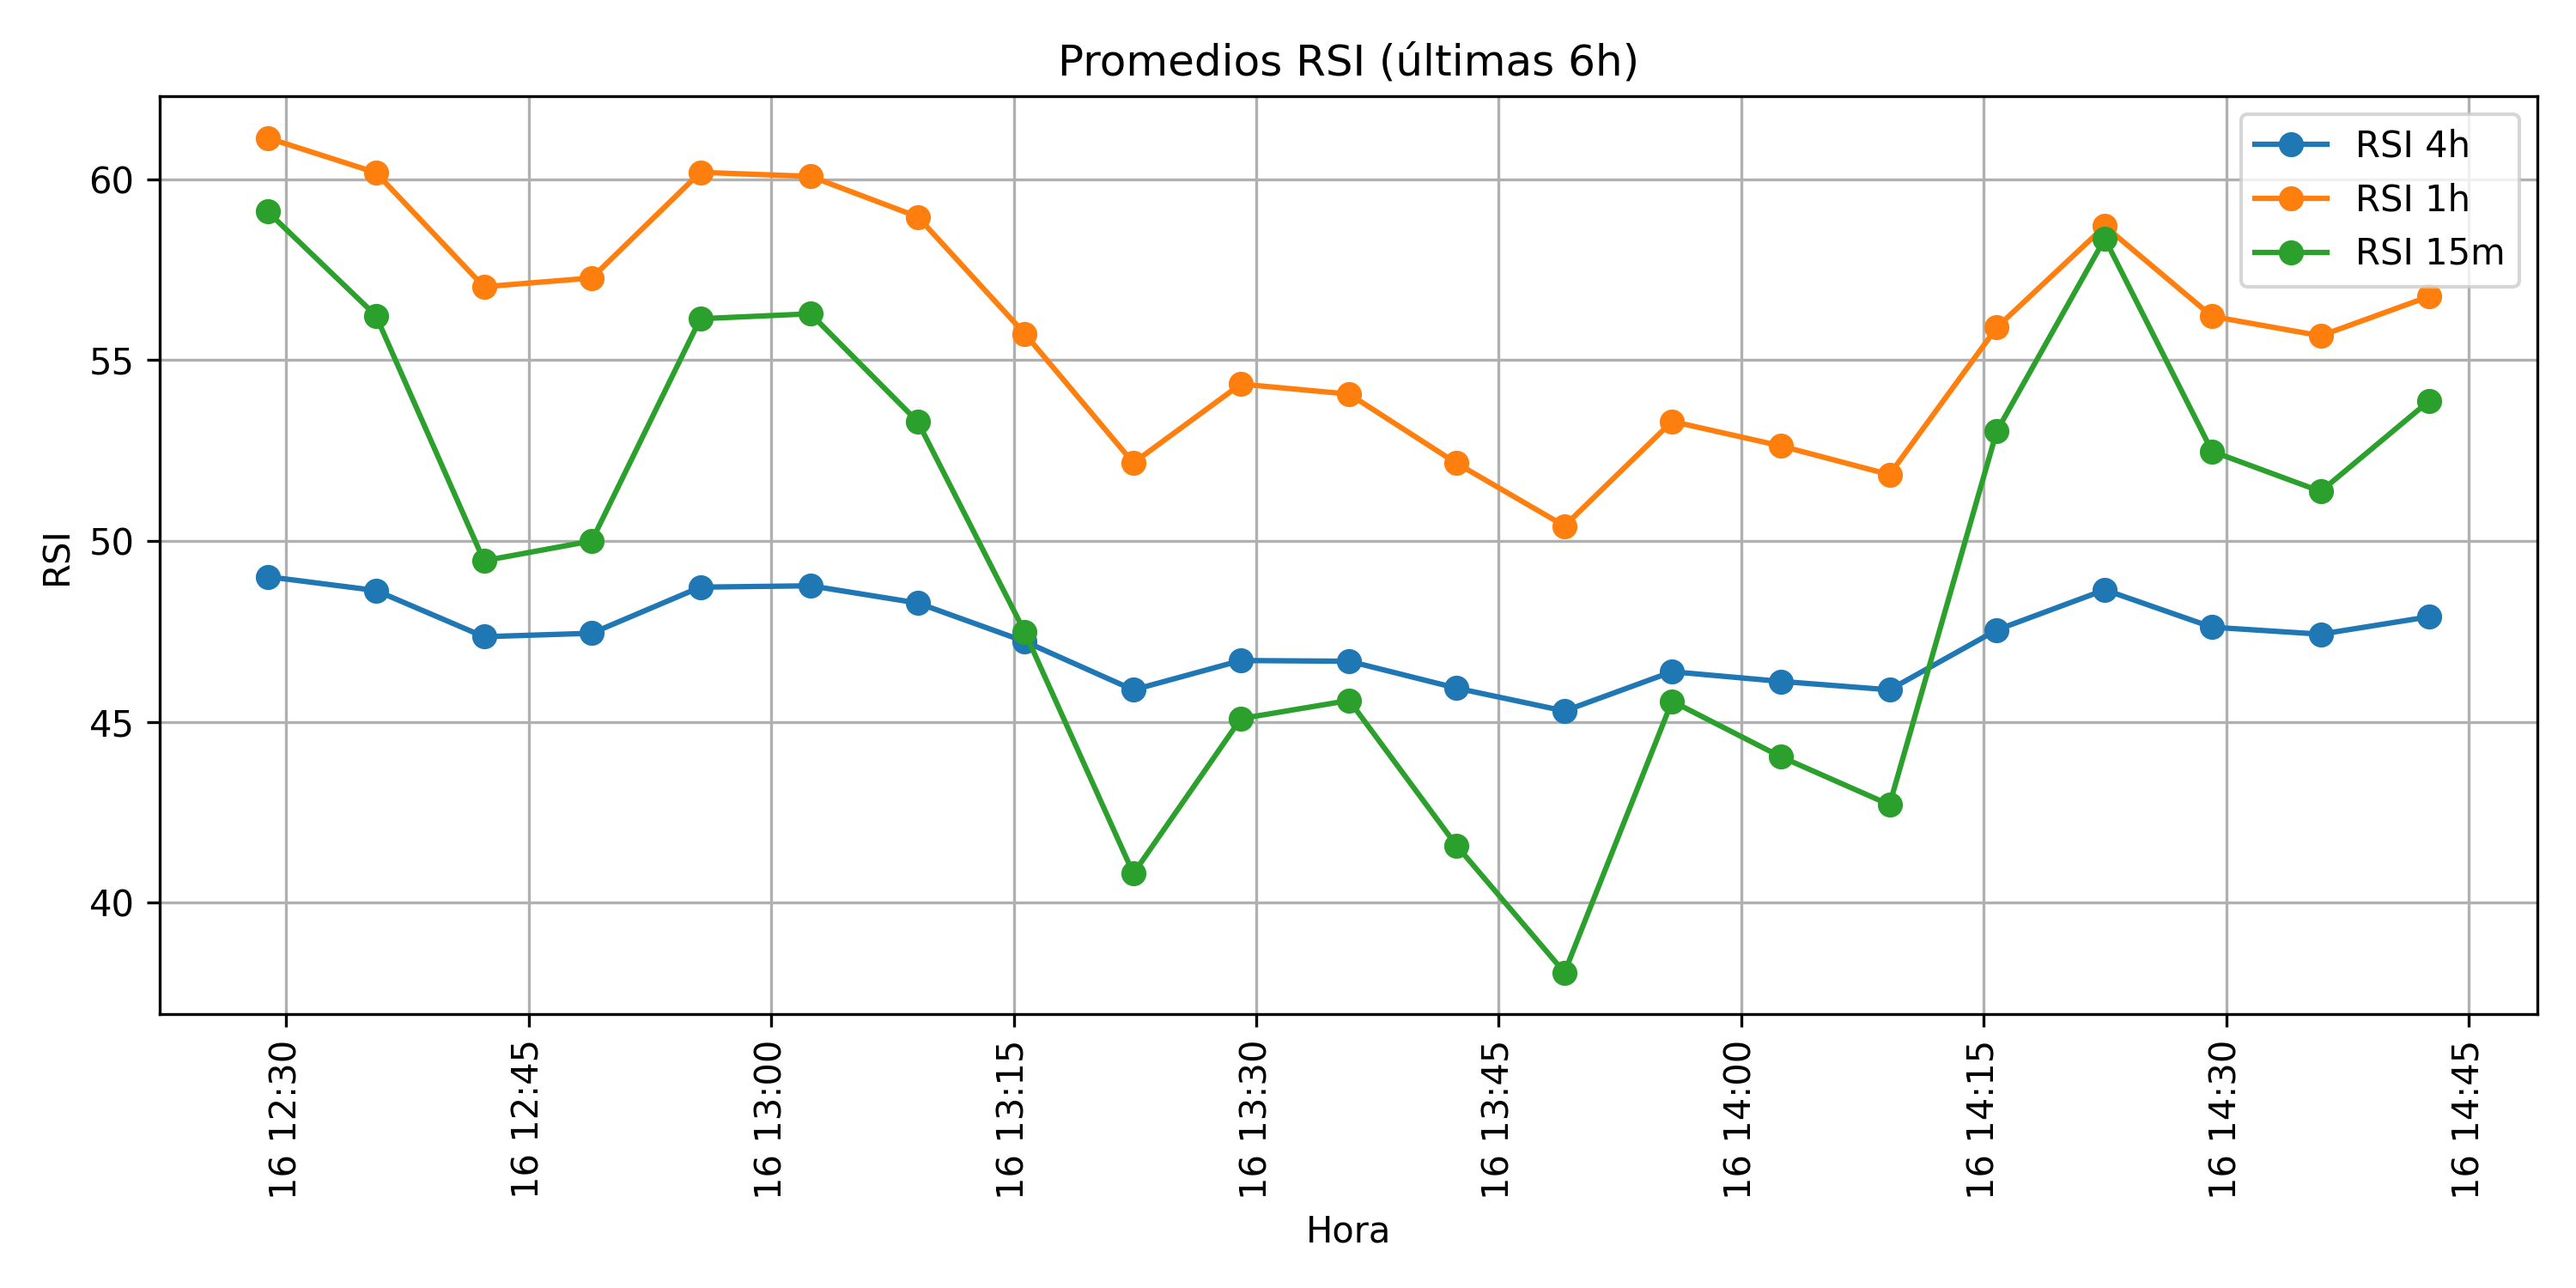 Promedios RSI (últimas 6h)
RSI 4h
RSI 1h
RSI 15m
RSI
60
55
50
45
40
16 12:30
16 12:45
16 13:00
16 13:15
16 13:30
16 13:45
16 14:00
16 14:15
16 14:30
16 14:45
Hora